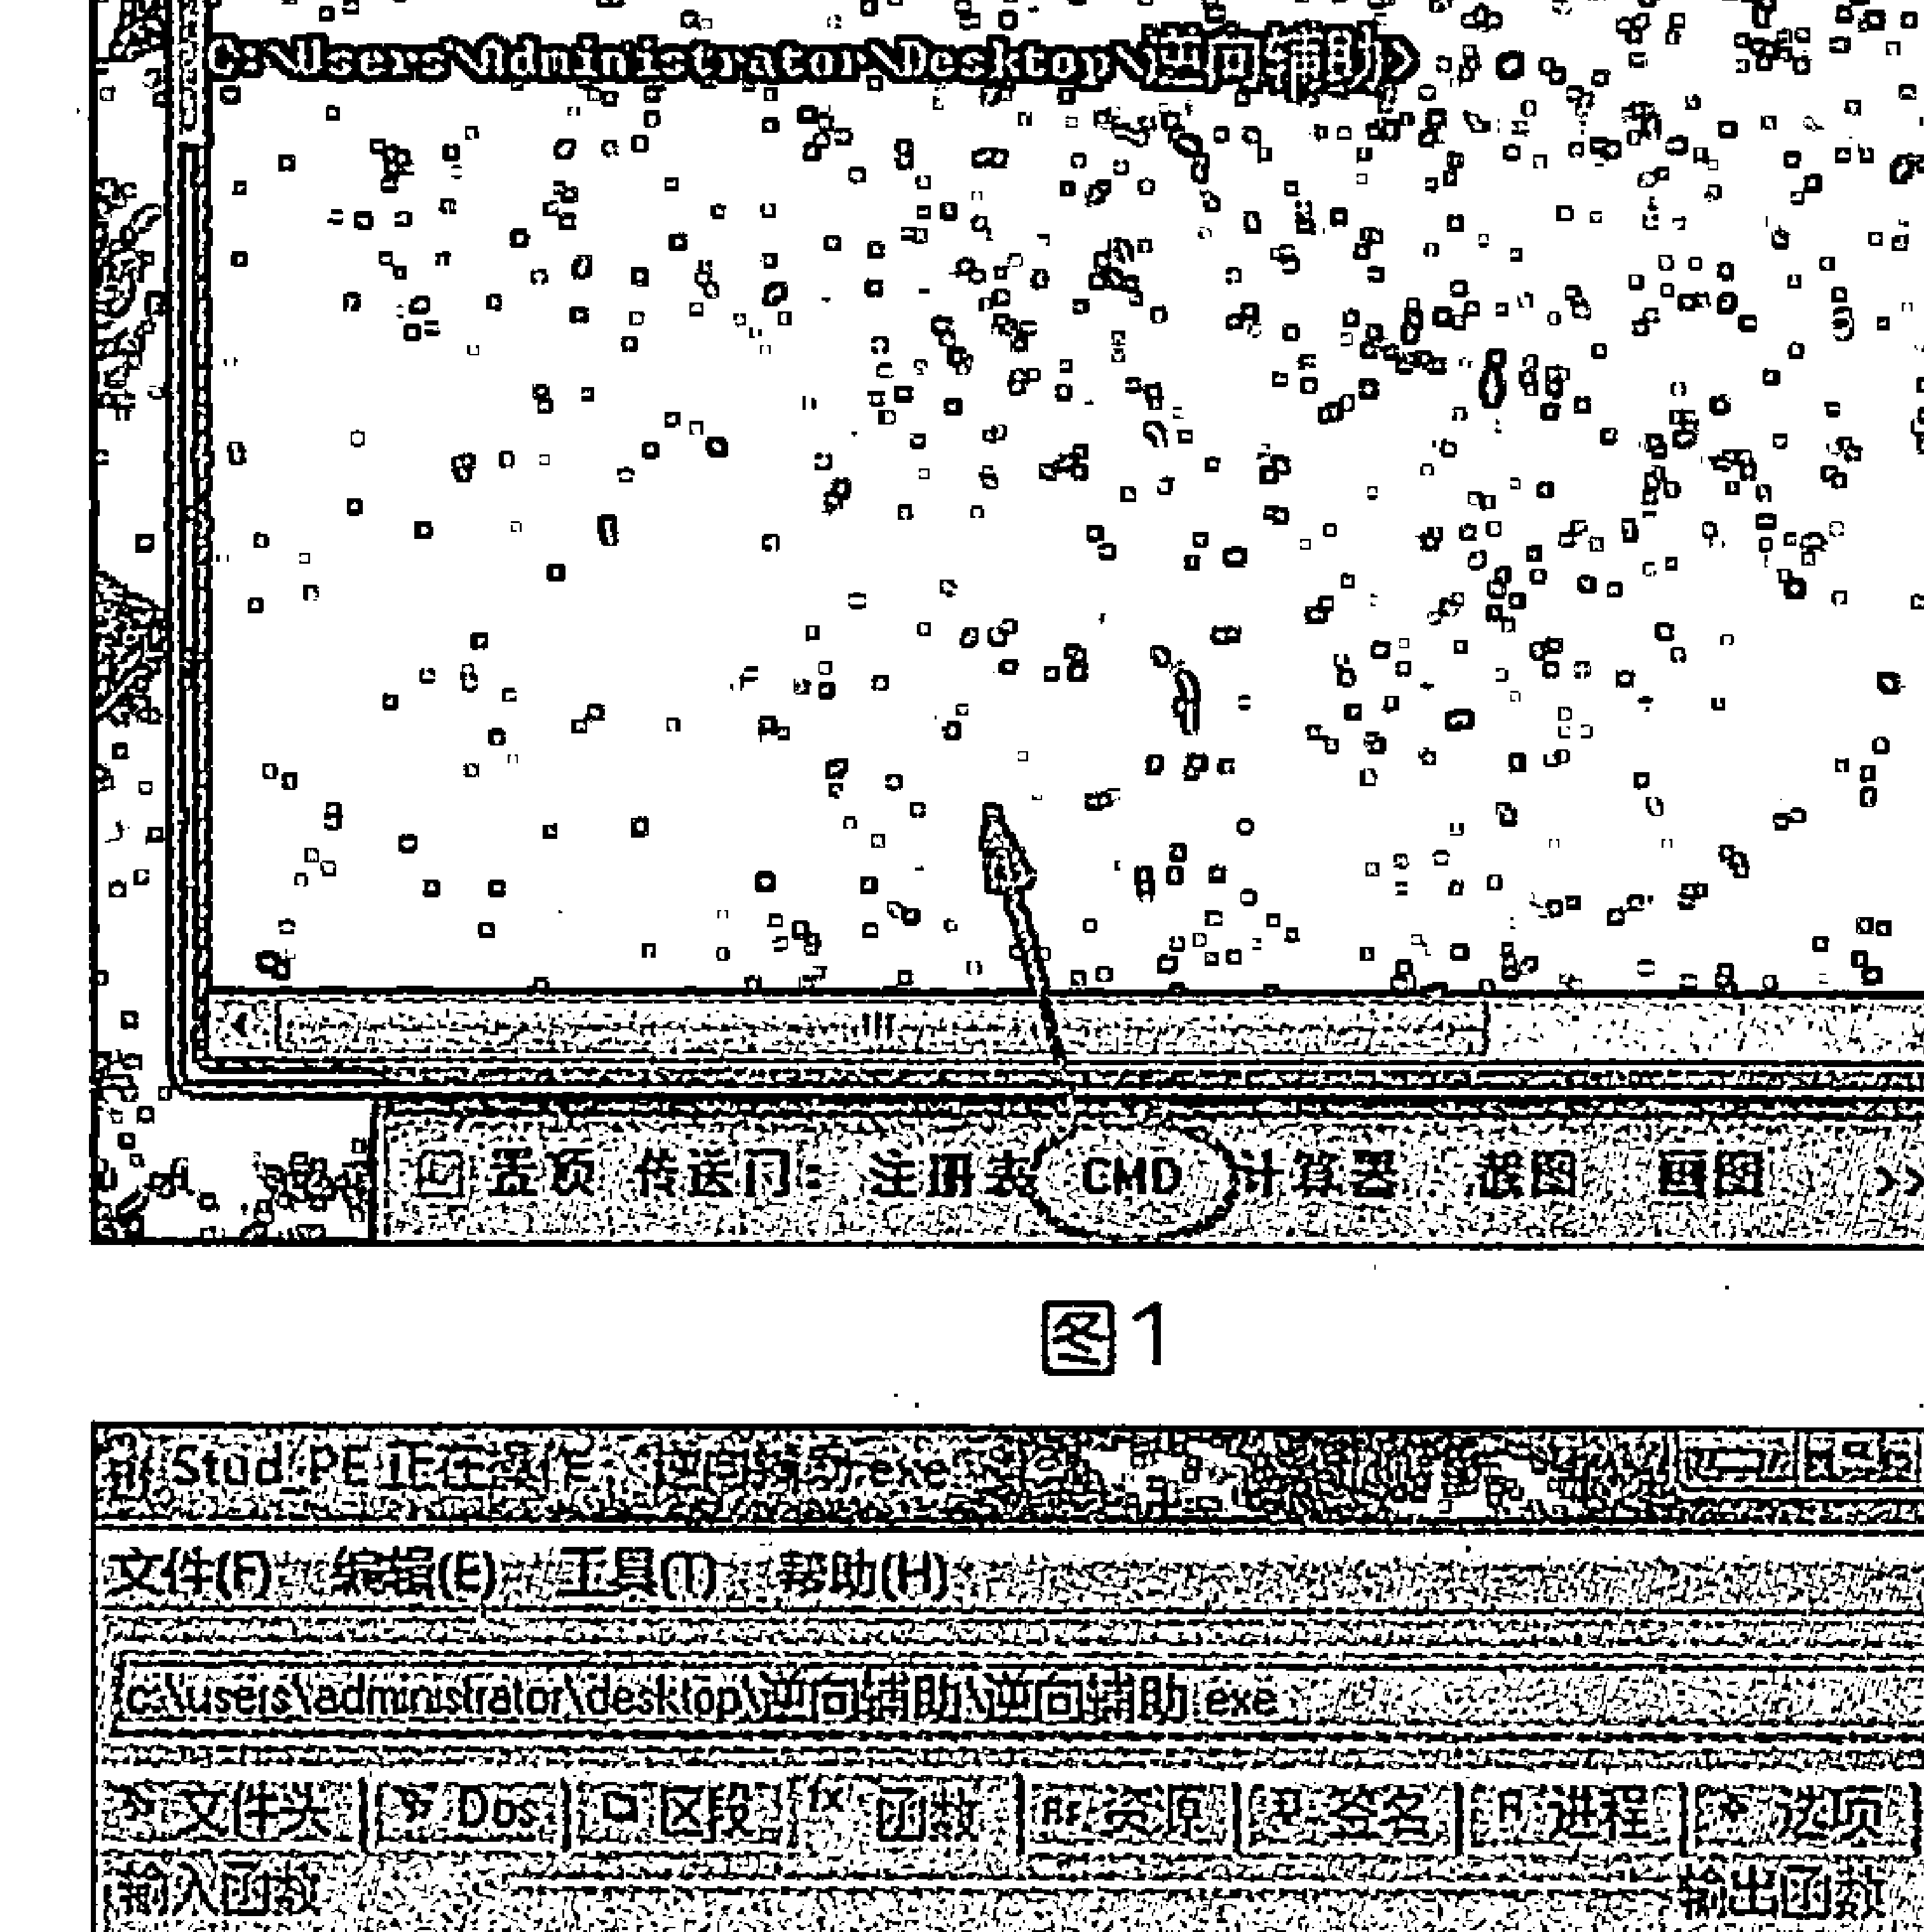 C:\Users\Administrator\Desktop\逆向辅助>
置顶 传送门: 注册表 CMD 计算器 截图 画图 >>
图1
Stud PE 正在操作: 逆向辅助.exe
文件(F) 编辑(E) 工具(T) 帮助(H)
c:\users\administrator\desktop\逆向辅助\逆向辅助.exe
文件头 Dos 区段 函数 资源 签名 进程 选项
输入函数 输出函数